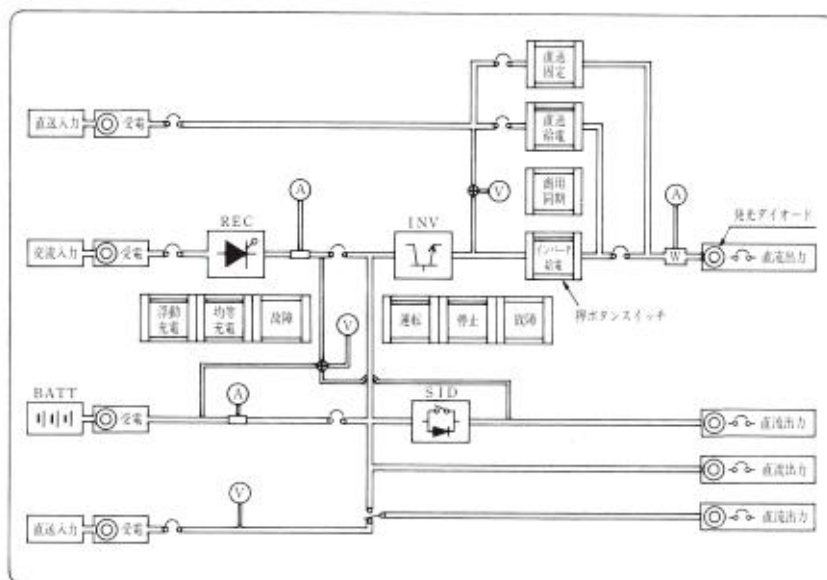 直送
固定
直送入力
受電
直送
給電
商用
同期
V
A
A
REC
INV
発光ダイオード
交流入力
受電
インバータ
給電
W
直流出力
押ボタンスイッチ
浮動
充電
均等
充電
故障
運転
停止
故障
V
BATT
A
SID
受電
直流出力
直流出力
V
直送入力
受電
直流出力